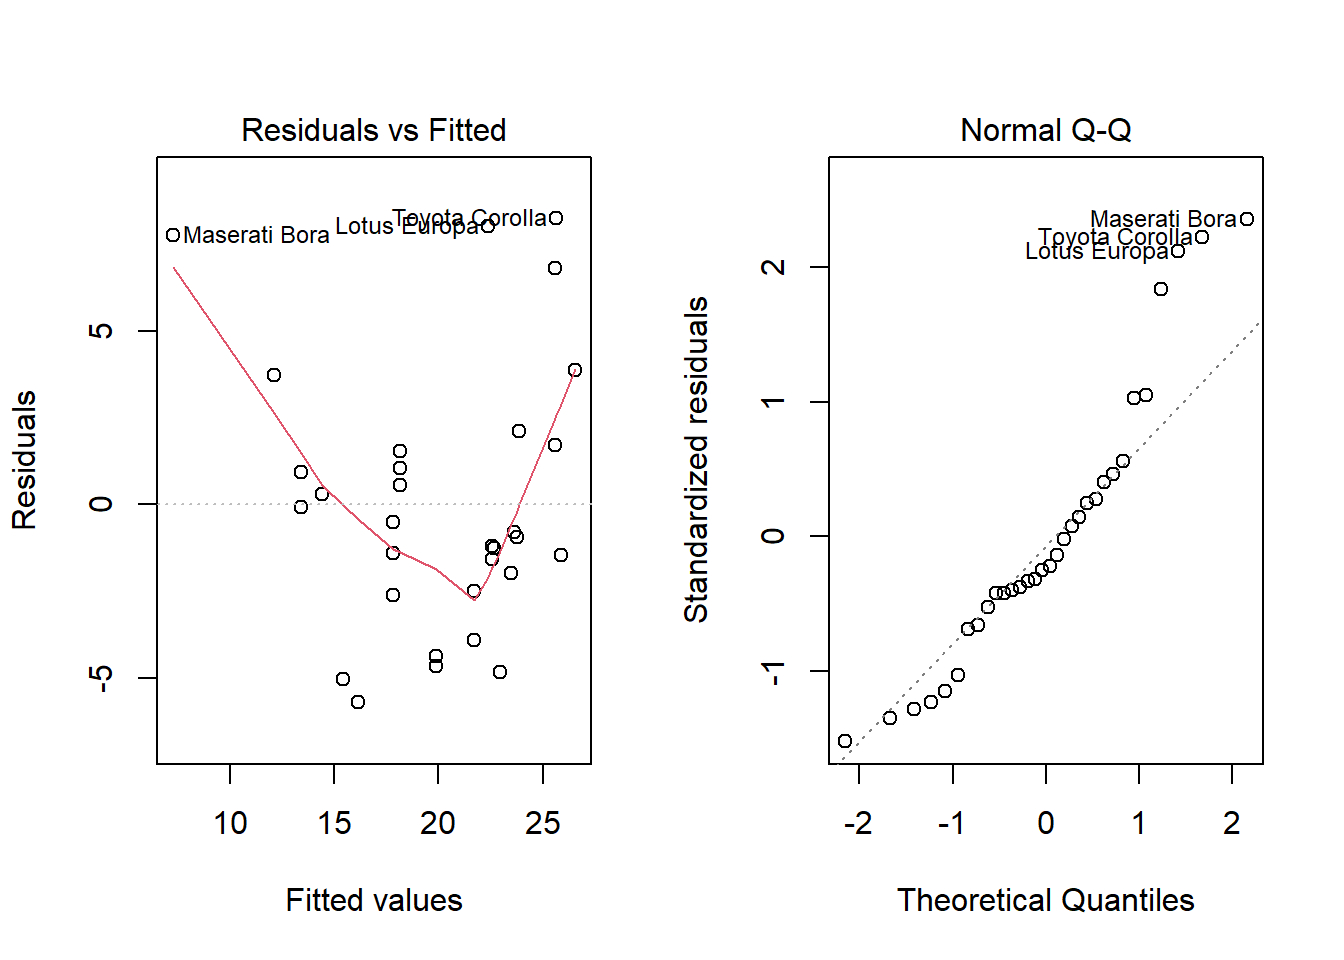 Residuals vs Fitted
Toyota Corolla
Lotus Europa
Maserati Bora
5
0
-5
Residuals
10 15 20 25
Fitted values
Normal Q-Q
Maserati Bora
Toyota Corolla
Lotus Europa
2
1
0
-1
Standardized residuals
-2 -1 0 1 2
Theoretical Quantiles